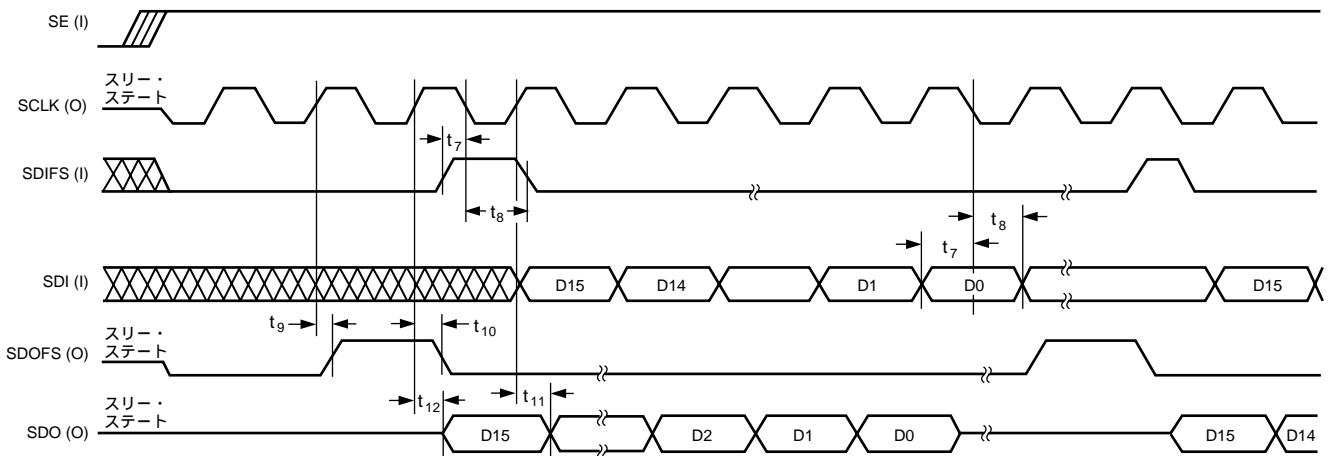 SE (I)
スリー・
ステート
SCLK (O)
t7
SDIFS (I)
t8
t8
t7
SDI (I)
D15
D14
D1
D0
D15
t9
t10
スリー・
ステート
SDOFS (O)
t12
t11
スリー・
ステート
SDO (O)
D15
D2
D1
D0
D15
D14